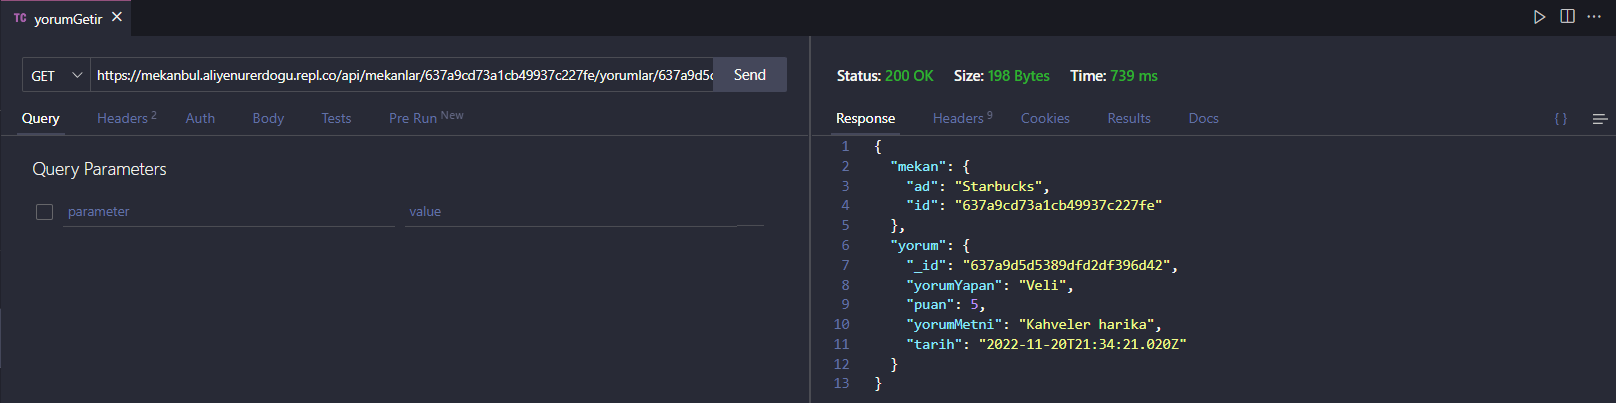 TC yorumGetir
GET https://mekanbul.aliyenurerdogu.repl.co/api/mekanlar/637a9cd73a1cb49937c227fe/yorumlar/637a9d5c Send
Query Headers 2 Auth Body Tests Pre Run New
Query Parameters
parameter value
Status: 200 OK Size: 198 Bytes Time: 739 ms
Response Headers 9 Cookies Results Docs { }
1 {
2 "mekan": {
3 "ad": "Starbucks",
4 "id": "637a9cd73a1cb49937c227fe"
5 },
6 "yorum": {
7 "_id": "637a9d5d5389dfd2df396d42",
8 "yorumYapan": "Veli",
9 "puan": 5,
10 "yorumMetni": "Kahveler harika",
11 "tarih": "2022-11-20T21:34:21.020Z"
12 }
13 }